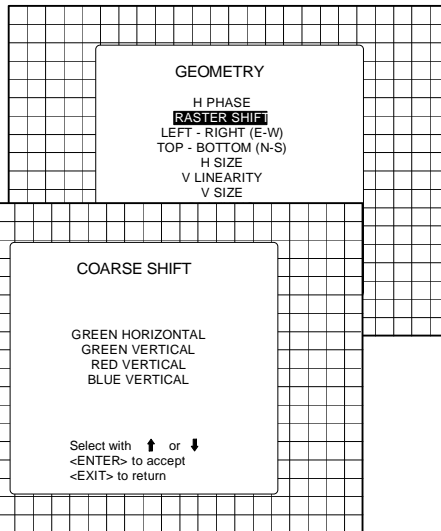 GEOMETRY
H PHASE
RASTER SHIFT
LEFT - RIGHT (E-W)
TOP - BOTTOM (N-S)
H SIZE
V LINEARITY
V SIZE
COARSE SHIFT
GREEN HORIZONTAL
GREEN VERTICAL
RED VERTICAL
BLUE VERTICAL
Select with ⬆ or ⬇
<ENTER> to accept
<EXIT> to return